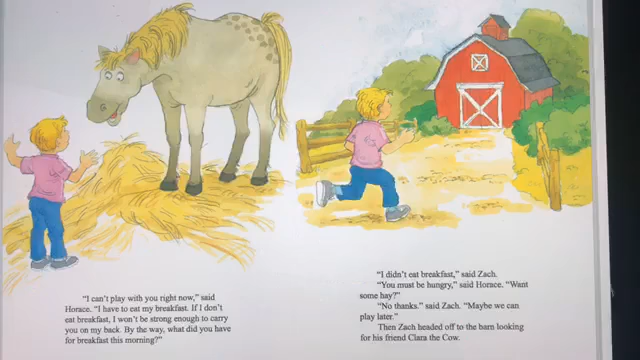 "I can't play with you right now," said
Horace. "I have to eat my breakfast. If I don't
eat breakfast, I won't be strong enough to carry
you on my back. By the way, what did you have
for breakfast this morning?"
"I didn't eat breakfast," said Zach.
"You must be hungry," said Horace. "Want
some hay?"
"No thanks." said Zach. "Maybe we can
play later."
Then Zach headed off to the barn looking
for his friend Clara the Cow.